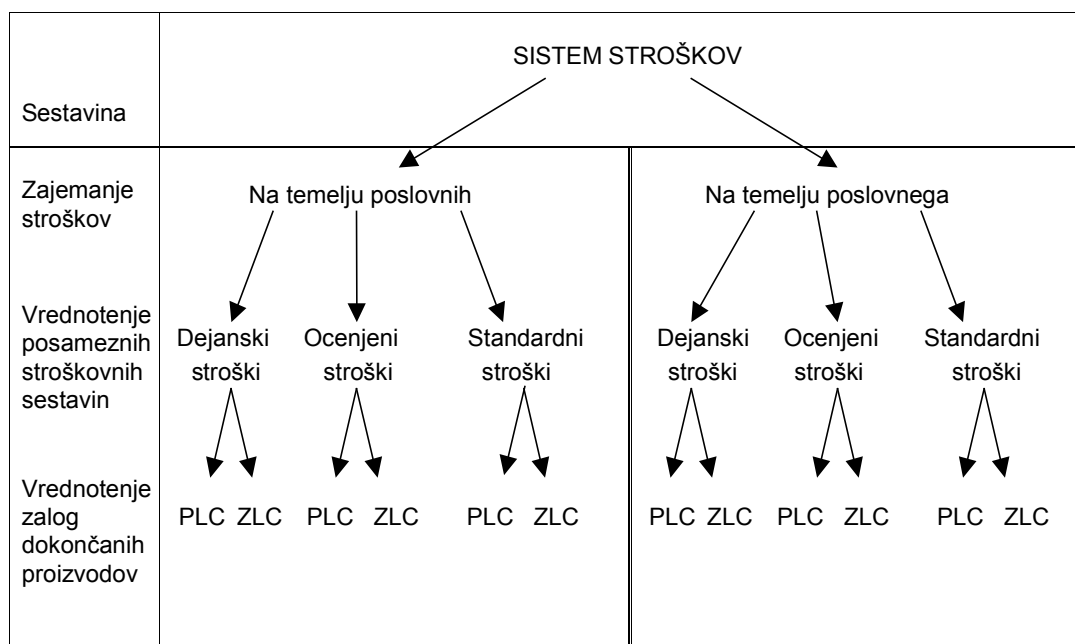 SISTEM STROŠKOV
Sestavina
Zajemanje
stroškov
Na temelju poslovnih
Na temelju poslovnega
Vrednotenje
posameznih
stroškovnih
sestavin
Dejanski
stroški
Ocenjeni
stroški
Standardni
stroški
Dejanski
stroški
Ocenjeni
stroški
Standardni
stroški
Vrednotenje
zalog
dokončanih
proizvodov
PLC ZLC PLC ZLC PLC ZLC PLC ZLC PLC ZLC PLC ZLC